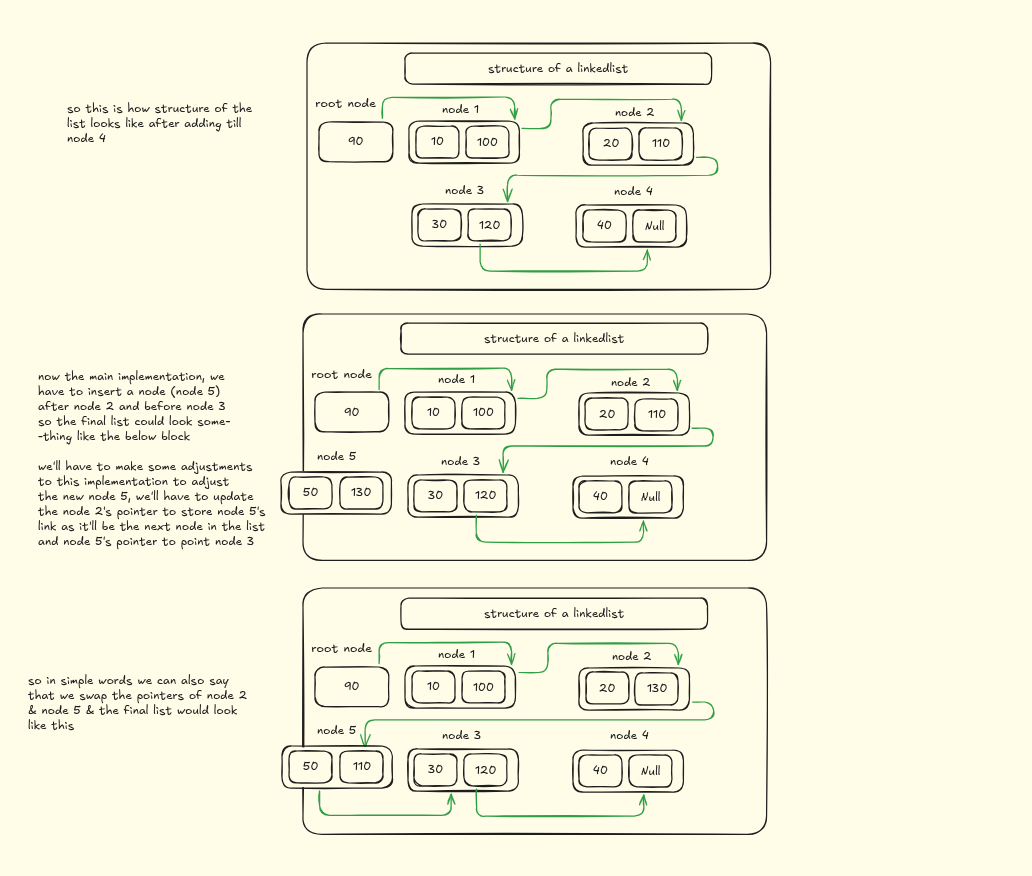 structure of a linkedlist
so this is how structure of the
list looks like after adding till
node 4
root node
node 1
node 2
90
10
100
20
110
node 3
node 4
30
120
40
Null
structure of a linkedlist
now the main implementation, we
have to insert a node (node 5)
after node 2 and before node 3
so the final list could look some-
-thing like the below block
we'll have to make some adjustments
to this implementation to adjust
the new node 5, we'll have to update
the node 2's pointer to store node 5's
link as it'll be the next node in the list
and node 5's pointer to point node 3
root node
node 1
node 2
90
10
100
20
110
node 5
node 3
node 4
50
130
30
120
40
Null
structure of a linkedlist
so in simple words we can also say
that we swap the pointers of node 2
& node 5 & the final list would look
like this
root node
node 1
node 2
90
10
100
20
130
node 5
node 3
node 4
50
110
30
120
40
Null